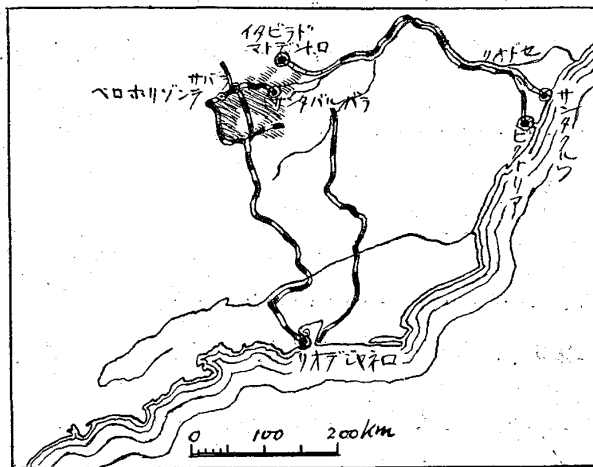 イタビラド
マトデントロ
サバラ
ベロホリゾンテ
サンタバルバラ
リオドセ
サンタクルツ
ビクトリア
リオデジャネロ
0 100 200KM